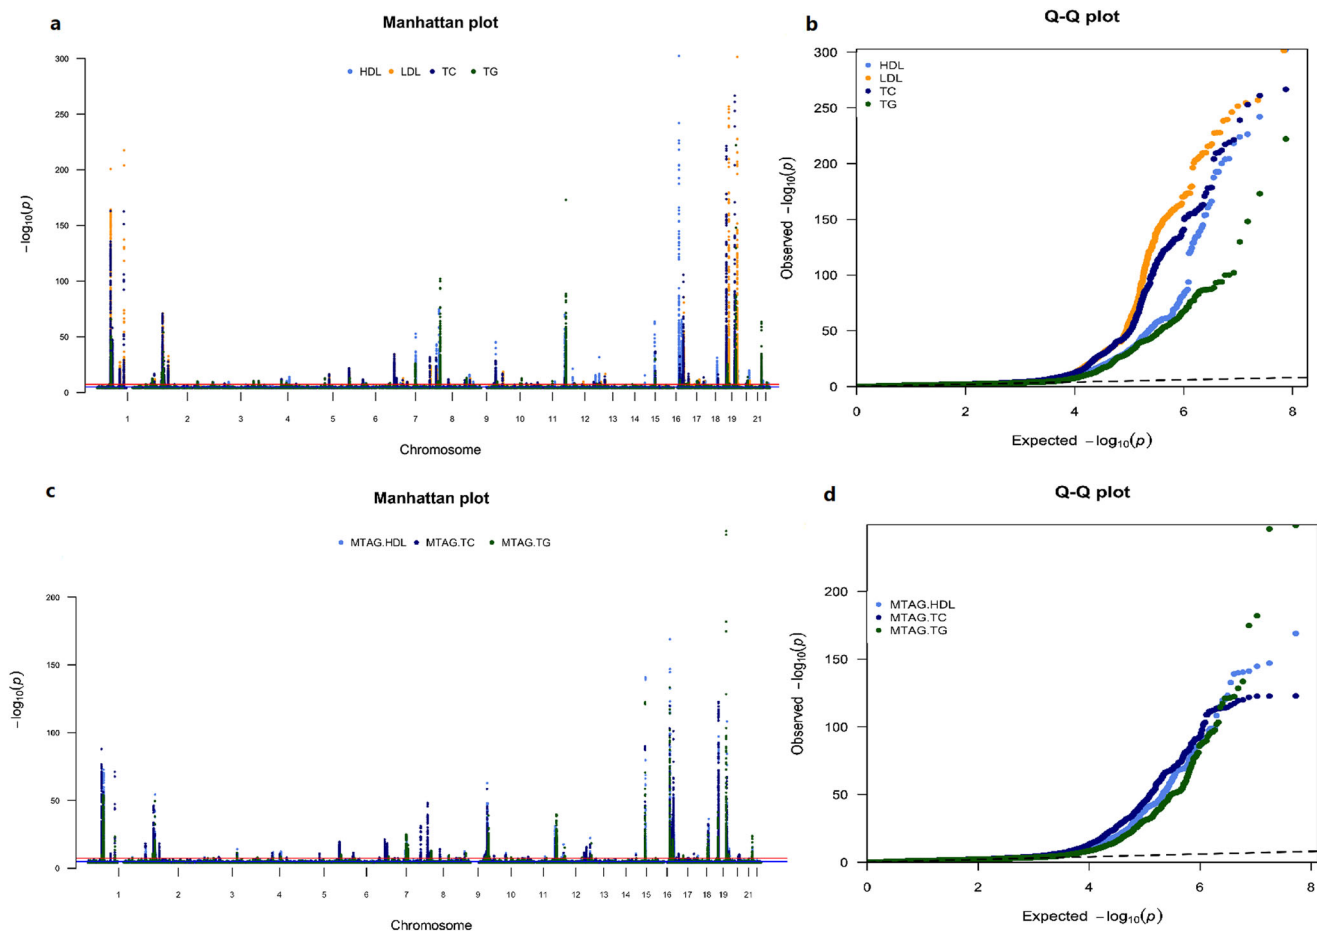 a
Manhattan plot
HDL LDL TC TG
300
250
200
150
100
50
0
−log10(p)
1 2 3 4 5 6 7 8 9 10 11 12 13 14 15 16 17 18 19 21
Chromosome
b
Q-Q plot
HDL
LDL
TC
TG
300
250
200
150
100
50
0
Observed −log10(p)
0 2 4 6 8
Expected −log10(p)
c
Manhattan plot
MTAG.HDL MTAG.TC MTAG.TG
200
150
100
50
0
−log10(p)
1 2 3 4 5 6 7 8 9 10 11 12 13 14 15 16 17 18 19 21
Chromosome
d
Q-Q plot
MTAG.HDL
MTAG.TC
MTAG.TG
200
150
100
50
0
Observed −log10(p)
0 2 4 6 8
Expected −log10(p)